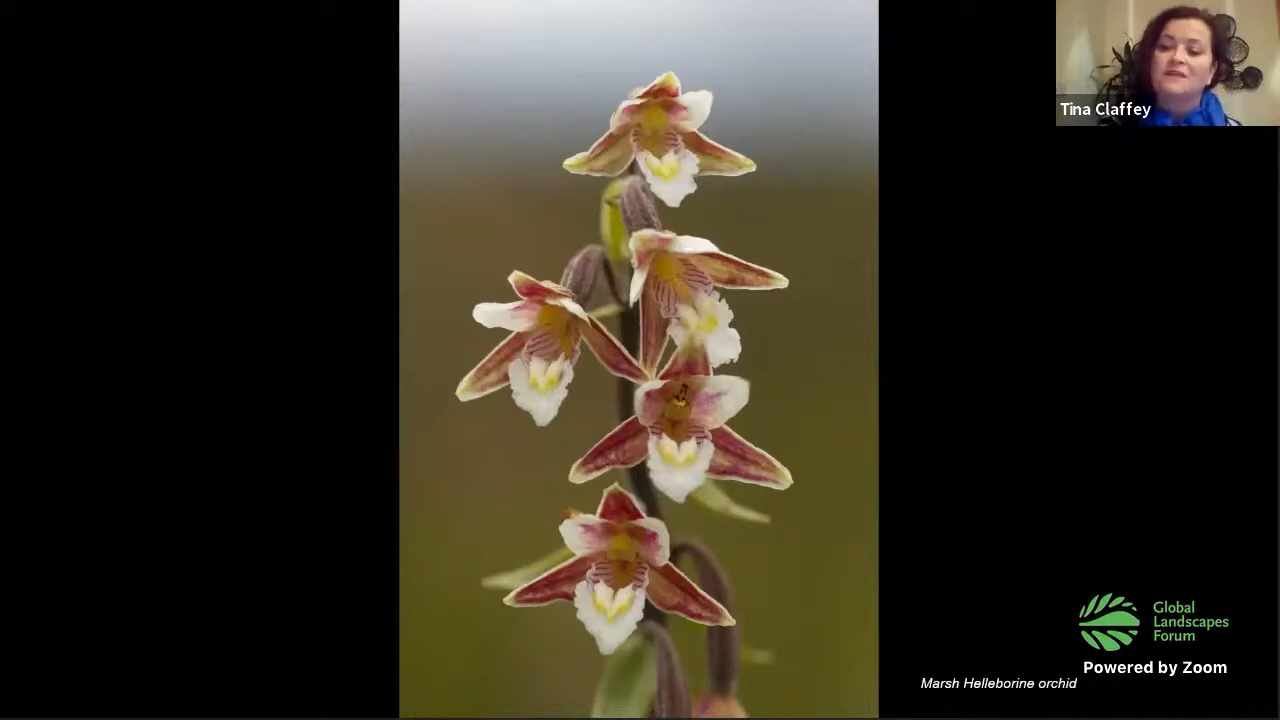 Tina Claffey
Global
Landscapes
Forum
Powered by Zoom
Marsh Helleborine orchid